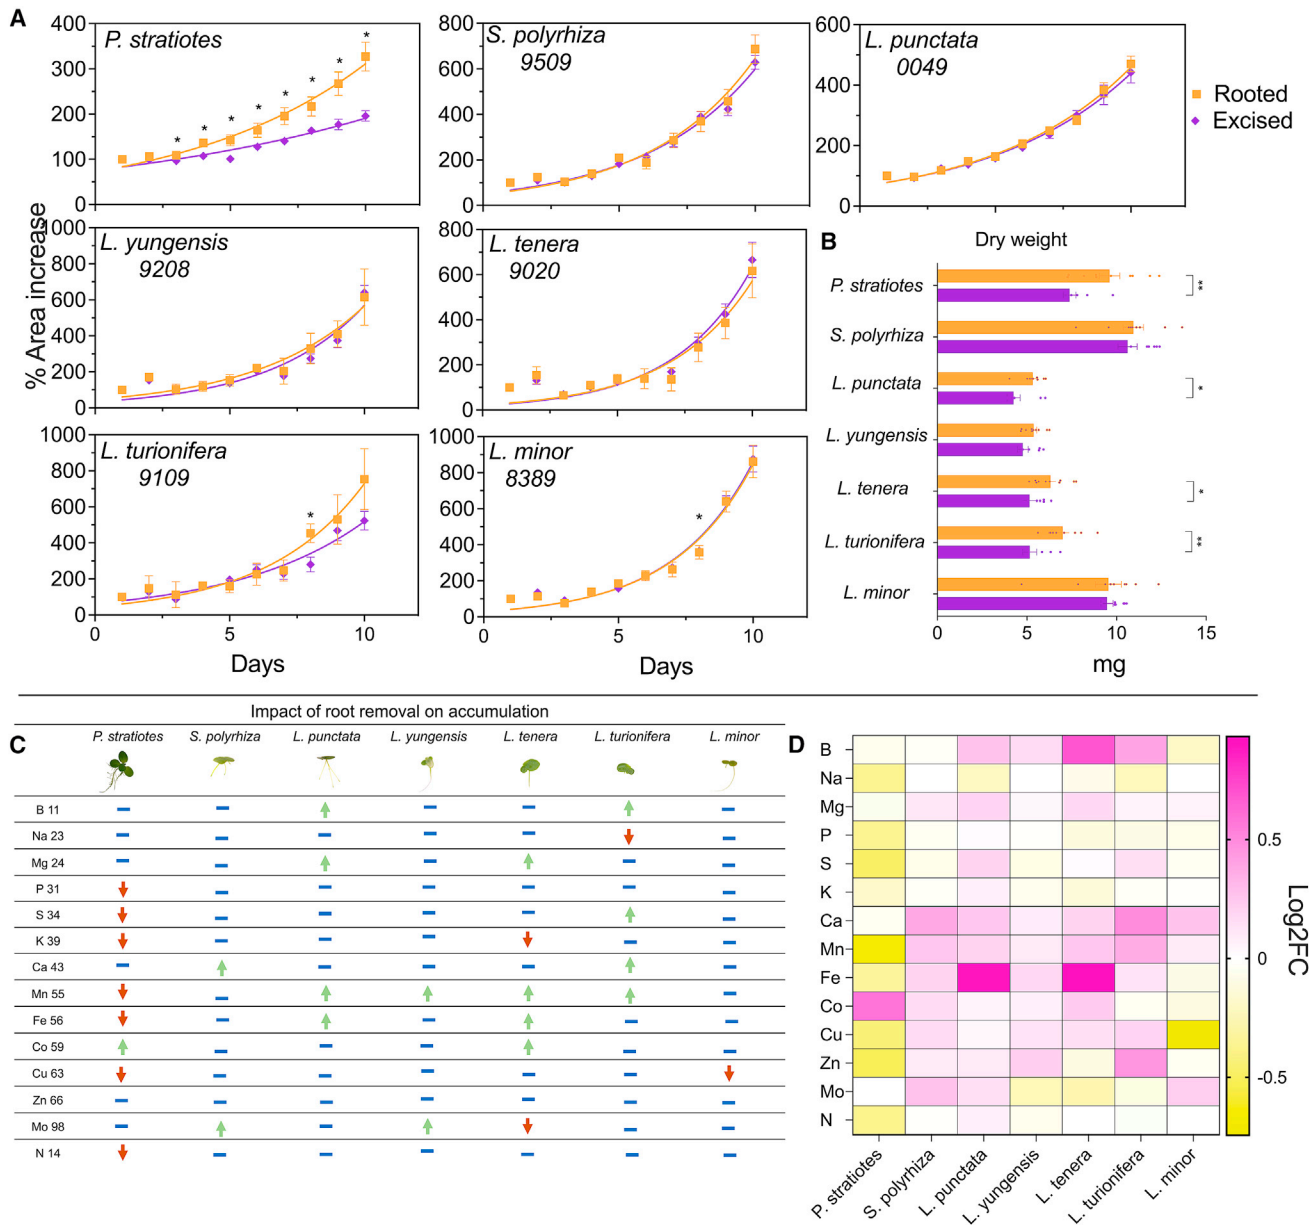 A
P. stratiotes
400
300
200
100
0
S. polyrhiza
9509
800
600
400
200
0
L. punctata
0049
600
400
200
0
Rooted
Excised
% Area increase
L. yungensis
9208
1000
800
600
400
200
0
L. tenera
9020
800
600
400
200
0
L. turionifera
9109
1000
800
600
400
200
0
0 5 10
Days
L. minor
8389
1000
800
600
400
200
0
0 5 10
Days
* * * * * * * *
*
*
B
Dry weight
P. stratiotes **
S. polyrhiza
L. punctata *
L. yungensis
L. tenera *
L. turionifera **
L. minor
0 5 10 15
mg
Impact of root removal on accumulation
C
P. stratiotes S. polyrhiza L. punctata L. yungensis L. tenera L. turionifera L. minor
B 11
Na 23
Mg 24
P 31
S 34
K 39
Ca 43
Mn 55
Fe 56
Co 59
Cu 63
Zn 66
Mo 98
N 14
D
B
Na
Mg
P
S
K
Ca
Mn
Fe
Co
Cu
Zn
Mo
N
P. stratiotes
S. polyrhiza
L. punctata
L. yungensis
L. tenera
L. turionifera
L. minor
0.5
0
-0.5
Log2FC